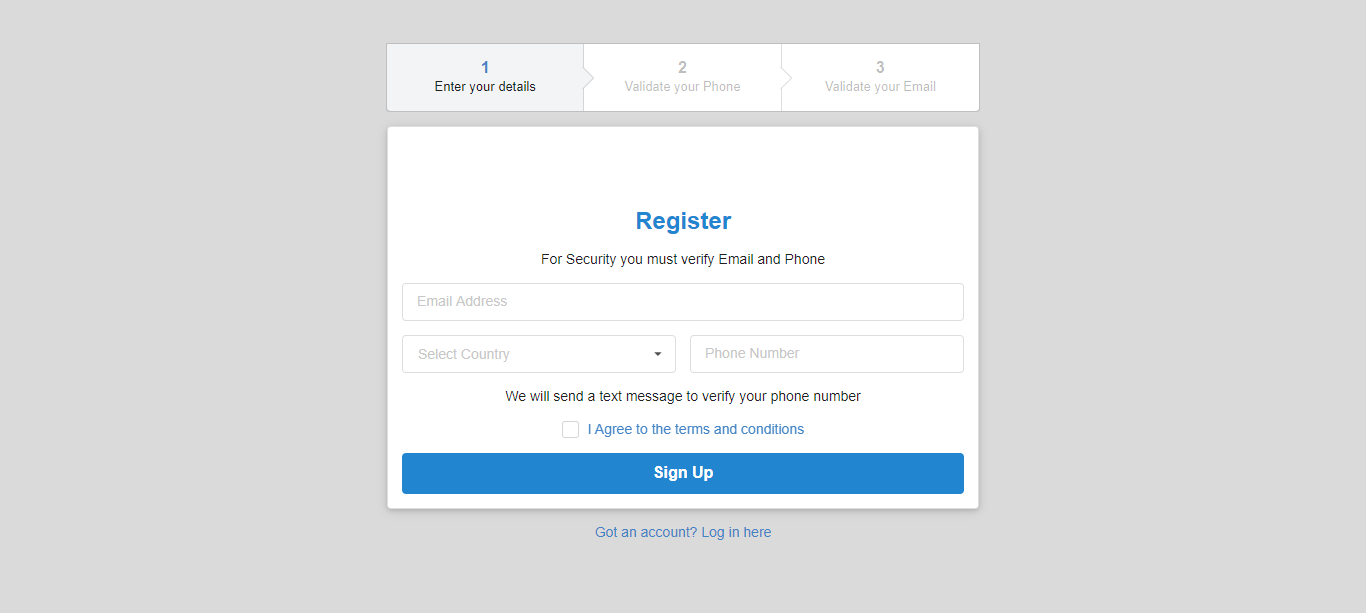 1
Enter your details
2
Validate your Phone
3
Validate your Email
Register
For Security you must verify Email and Phone
Email Address
Select Country
Phone Number
We will send a text message to verify your phone number
I Agree to the terms and conditions
Sign Up
Got an account? Log in here